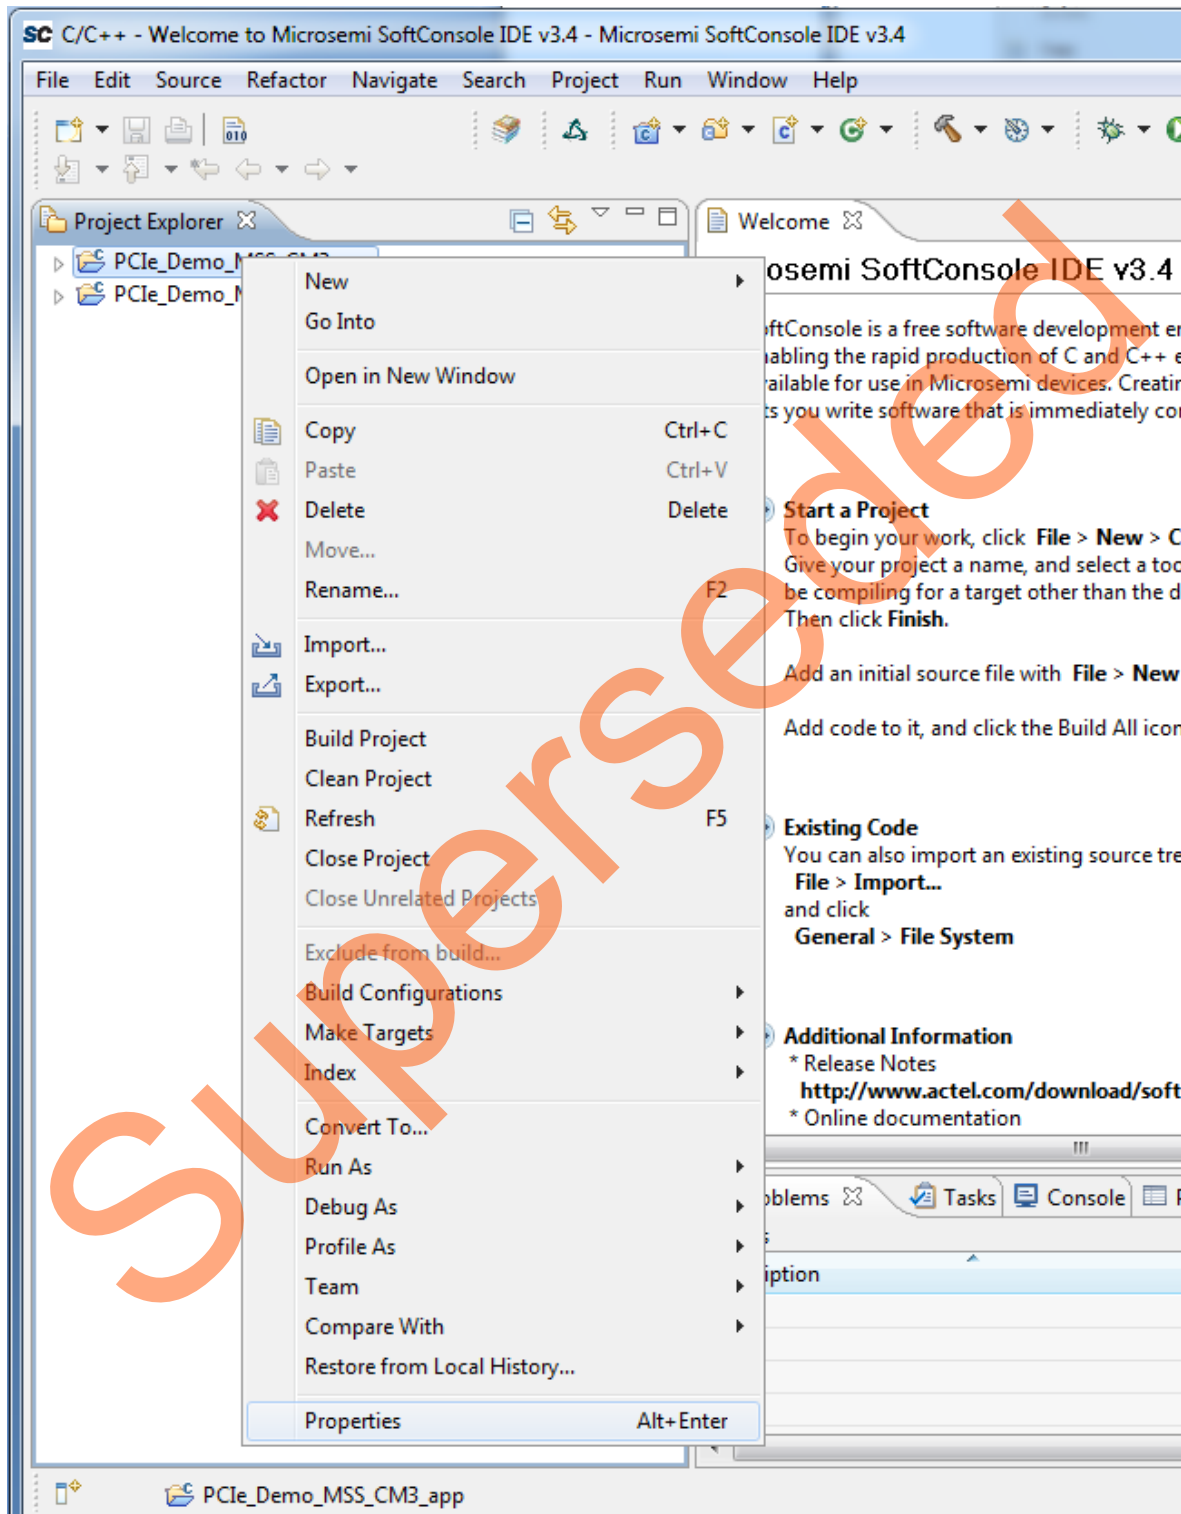 SC C/C++ - Welcome to Microsemi SoftConsole IDE v3.4 - Microsemi SoftConsole IDE v3.4
File Edit Source Refactor Navigate Search Project Run Window Help
Project Explorer
Welcome
PCIe_Demo_MSS_CM3
PCIe_Demo_M
osemi SoftConsole IDE v3.4
ftConsole is a free software development
abling the rapid production of C and C++
ailable for use in Microsemi devices.
ts you write software that is immediately
New
Go Into
Open in New Window
Copy Ctrl+C
Paste Ctrl+V
Delete Delete
Move...
Rename... F2
Import...
Export...
Build Project
Clean Project
Refresh F5
Close Project
Close Unrelated Projects
Exclude from build...
Build Configurations
Make Targets
Index
Convert To...
Run As
Debug As
Profile As
Team
Compare With
Restore from Local History...
Properties Alt+Enter
Start a Project
To begin your work, click File > New > C
Give your project a name, and select a
be compiling for a target other than the
Then click Finish.
Add an initial source file with File > New
Add code to it, and click the Build All icon
Existing Code
You can also import an existing source
File > Import...
and click
General > File System
Additional Information
* Release Notes
http://www.actel.com/download/soft
* Online documentation
oblems Tasks Console
iption
PCIe_Demo_MSS_CM3_app
Superseded